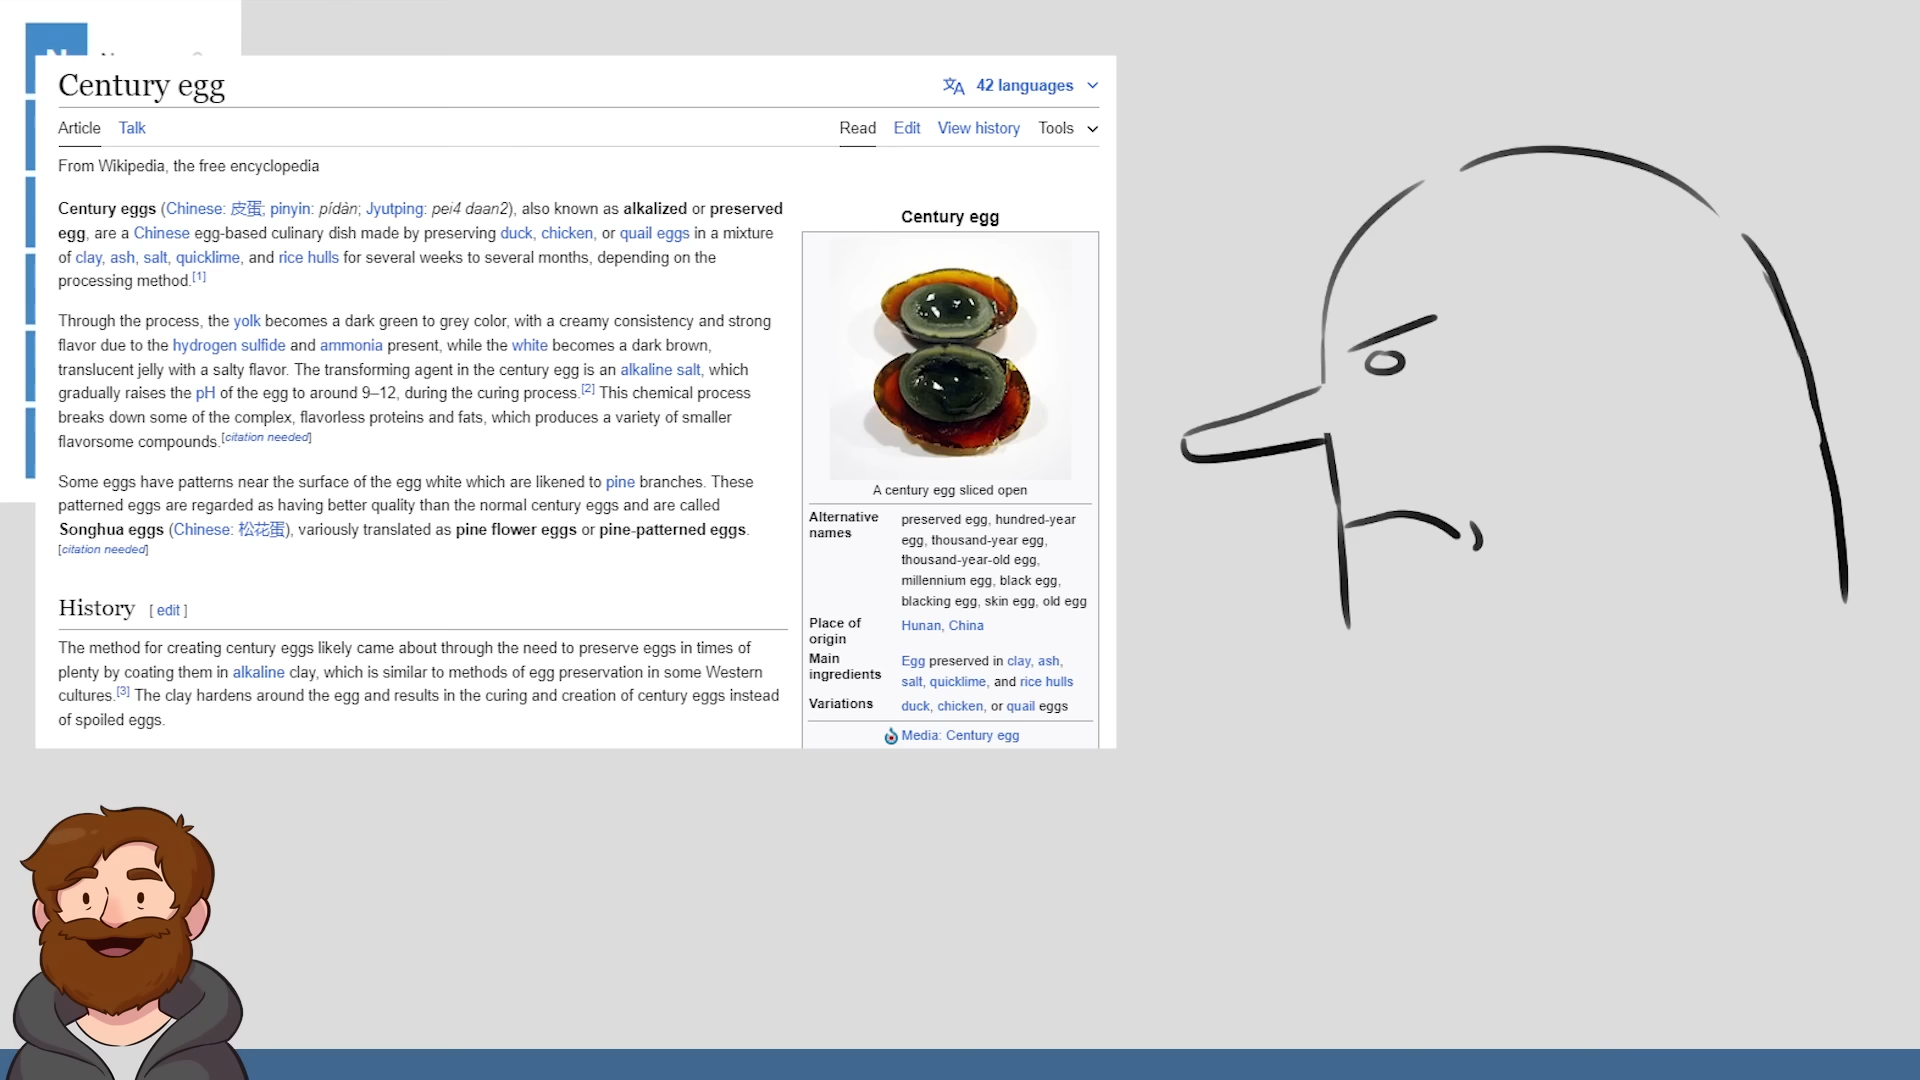 Century egg
42 languages
Article Talk
Read Edit View history Tools
From Wikipedia, the free encyclopedia
Century eggs (Chinese: 皮蛋; pinyin: pídàn; Jyutping: pei4 daan2), also known as alkalized or preserved
egg, are a Chinese egg-based culinary dish made by preserving duck, chicken, or quail eggs in a mixture
of clay, ash, salt, quicklime, and rice hulls for several weeks to several months, depending on the
processing method.[1]
Through the process, the yolk becomes a dark green to grey color, with a creamy consistency and strong
flavor due to the hydrogen sulfide and ammonia present, while the white becomes a dark brown,
translucent jelly with a salty flavor. The transforming agent in the century egg is an alkaline salt, which
gradually raises the pH of the egg to around 9–12, during the curing process.[2] This chemical process
breaks down some of the complex, flavorless proteins and fats, which produces a variety of smaller
flavorsome compounds.[citation needed]
Some eggs have patterns near the surface of the egg white which are likened to pine branches. These
patterned eggs are regarded as having better quality than the normal century eggs and are called
Songhua eggs (Chinese: 松花蛋), variously translated as pine flower eggs or pine-patterned eggs.
[citation needed]
History [ edit ]
The method for creating century eggs likely came about through the need to preserve eggs in times of
plenty by coating them in alkaline clay, which is similar to methods of egg preservation in some Western
cultures.[3] The clay hardens around the egg and results in the curing and creation of century eggs instead
of spoiled eggs.
Century egg
A century egg sliced open
Alternative names
preserved egg, hundred-year
egg, thousand-year egg,
thousand-year-old egg,
millennium egg, black egg,
blacking egg, skin egg, old egg
Place of origin
Hunan, China
Main ingredients
Egg preserved in clay, ash,
salt, quicklime, and rice hulls
Variations
duck, chicken, or quail eggs
Media: Century egg